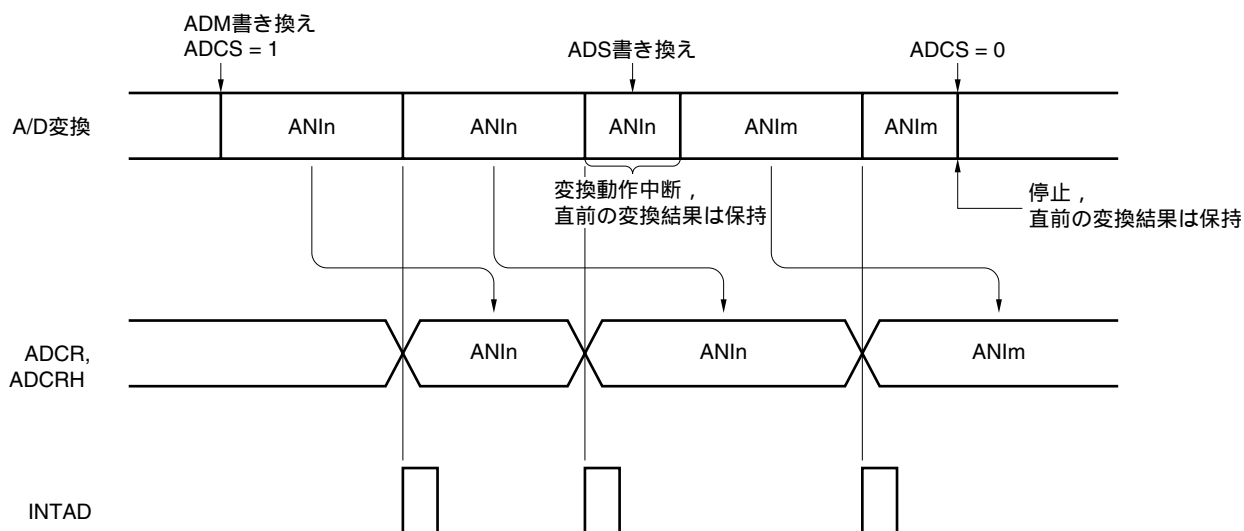 ADM書き換え
ADCS = 1
ADS書き換え
ADCS = 0
A/D変換
ANIn
ANIn
ANIn
ANIm
ANIm
変換動作中断，
直前の変換結果は保持
停止，
直前の変換結果は保持
ADCR,
ADCRH
ANIn
ANIn
ANIm
INTAD